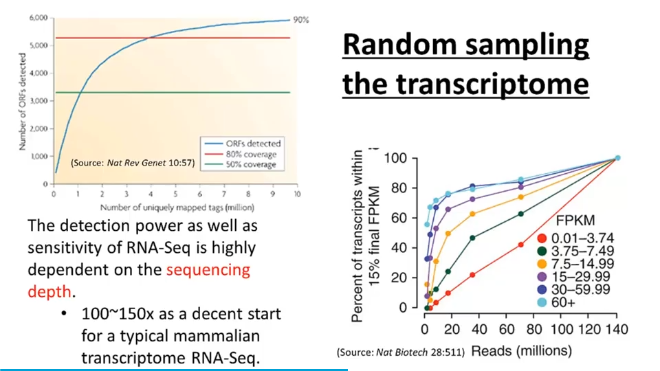 6,000
5,000
4,000
3,000
2,000
1,000
0
Number of ORFs detected
90%
ORFs detected
80% coverage
50% coverage
(Source: Nat Rev Genet 10:57)
0 1 2 3 4 5 6 7 8 9 10
Number of uniquely mapped tags (million)
The detection power as well as
sensitivity of RNA-Seq is highly
dependent on the sequencing
depth.
• 100~150x as a decent start
for a typical mammalian
transcriptome RNA-Seq.
Random sampling
the transcriptome
Percent of transcripts within
15% final FPKM
100
80
60
40
20
0
FPKM
0.01–3.74
3.75–7.49
7.5–14.99
15–29.99
30–59.99
60+
0 20 40 60 80 100 120 140
(Source: Nat Biotech 28:511) Reads (millions)